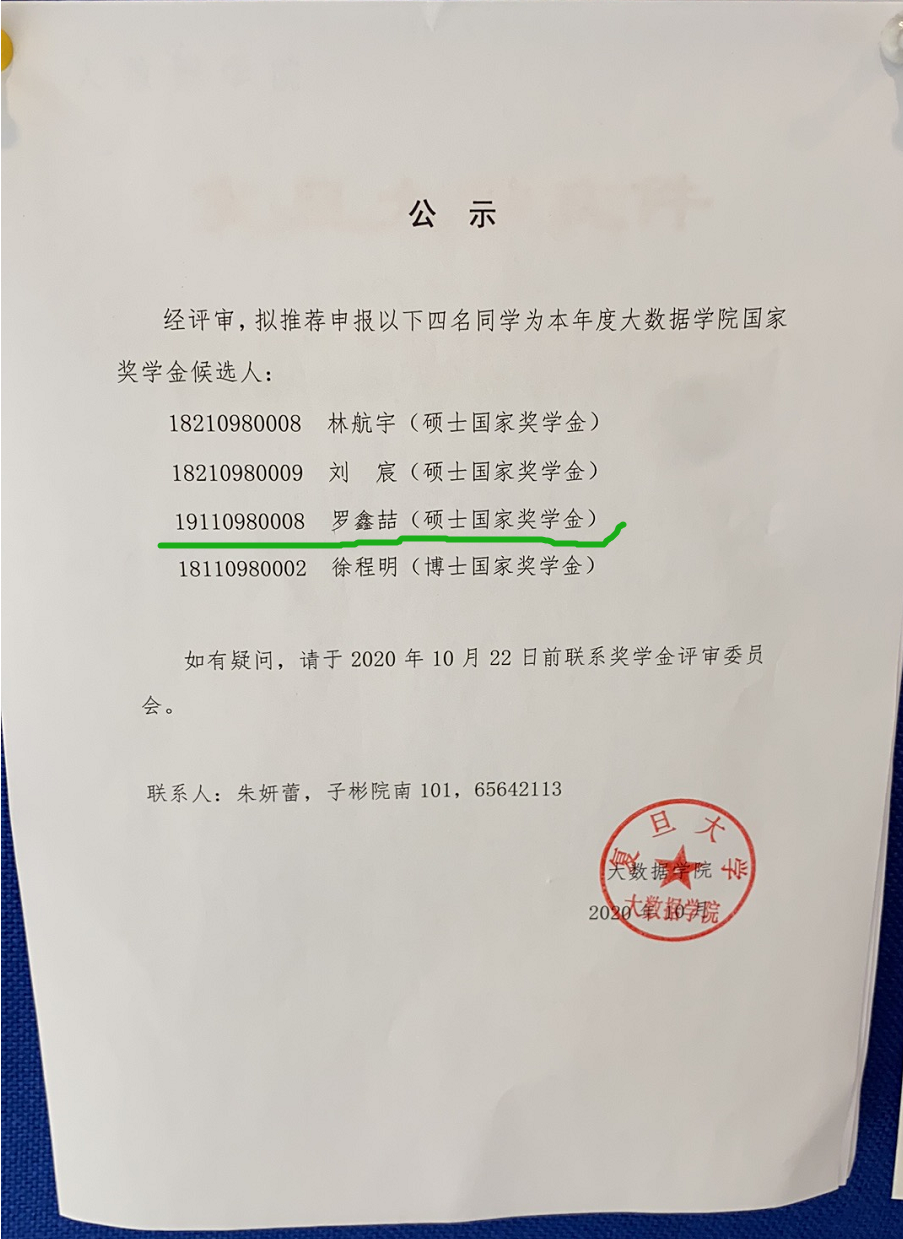 公 示
经评审，拟推荐申报以下四名同学为本年度大数据学院国家
奖学金候选人：
18210980008 林航宇（硕士国家奖学金）
18210980009 刘 宸（硕士国家奖学金）
19110980008 罗鑫喆（硕士国家奖学金）
18110980002 徐程明（博士国家奖学金）
如有疑问，请于 2020 年 10 月 22 日前联系奖学金评审委员
会。
联系人：朱妍蕾，子彬院南 101，65642113
复旦大学
大数据学院
大数据学院
2020 年 10 月